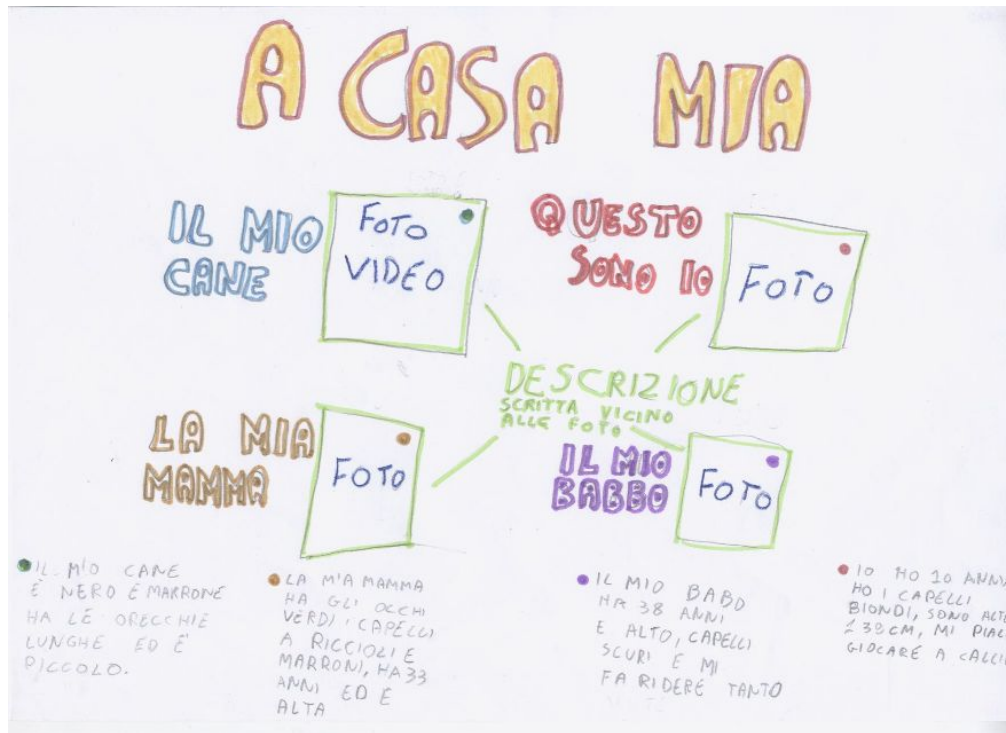 A CASA MIA
IL MIO
CANE
FOTO
VIDEO
QUESTO
SONO IO
FOTO
DESCRIZIONE
SCRITTA VICINO
ALLE FOTO
LA MIA
MAMMA
FOTO
IL MIO
BABBO
FOTO
IL MIO CANE
È NERO E MARRONE
HA LE ORECCHIE
LUNGHE ED È
PICCOLO.
LA MIA MAMMA
HA GLI OCCHI
VERDI, CAPELLI
A RICCIOLI E
MARRONI, HA 33
ANNI ED È
ALTA
IL MIO BABO
HA 38 ANNI
E ALTO, CAPELLI
SCURI E MI
FA RIDERE TANTO
IO HO 10 ANNI
HO I CAPELLI
BIONDI, SONO ALTO
138 CM, MI PIAC
GIOCARE A CALCI